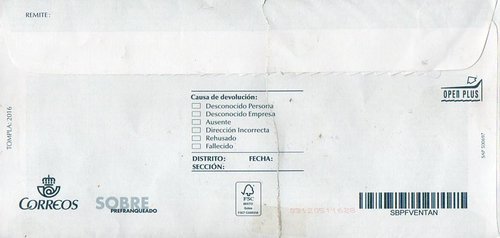 REMITE:
OPEN PLUS
Causa de devolución:
Desconocido Persona
Desconocido Empresa
Ausente
Dirección Incorrecta
Rehusado
Fallecido
DISTRITO: FECHA:
SECCIÓN:
TOMPLA: 2016
CORREOS
SOBRE
PREFRANQUEADO
FSC
MIXTO
SBPFVENTAN